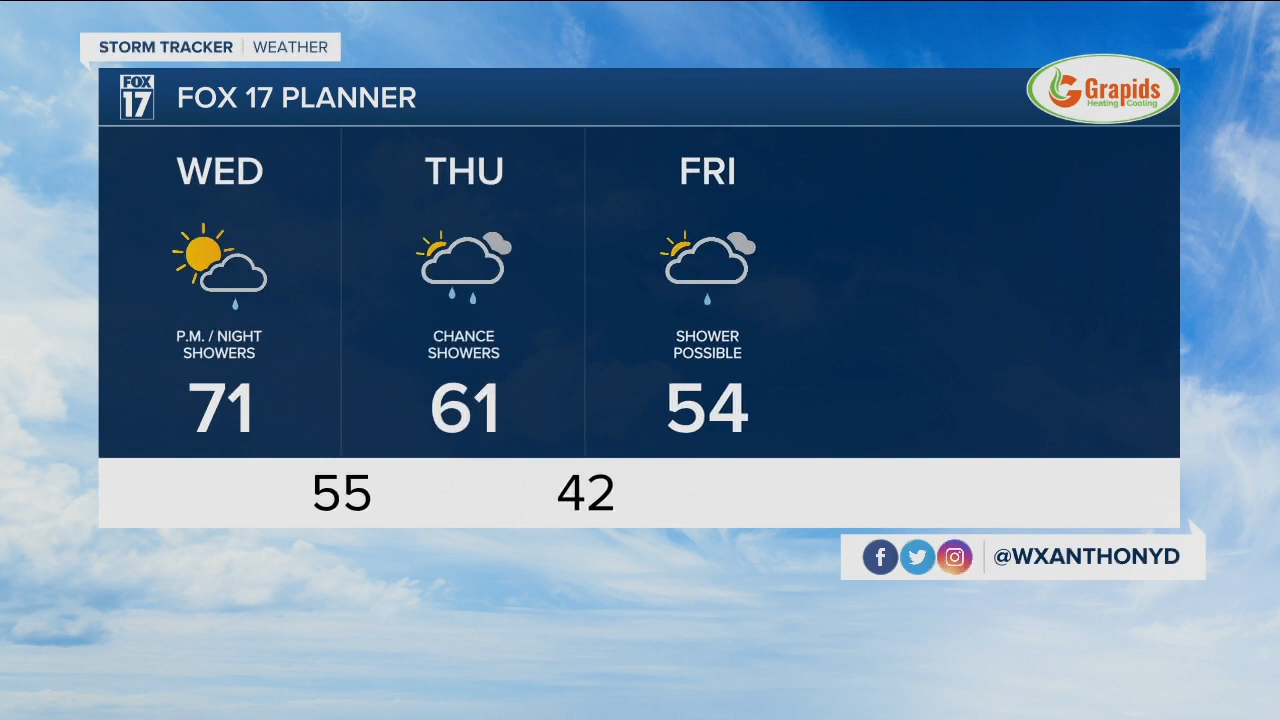 STORM TRACKER | WEATHER
FOX
17
FOX 17 PLANNER
Grapids
Heating Cooling
WED
THU
FRI
P.M. / NIGHT
SHOWERS
CHANCE
SHOWERS
SHOWER
POSSIBLE
71
61
54
55
42
@WXANTHONYD